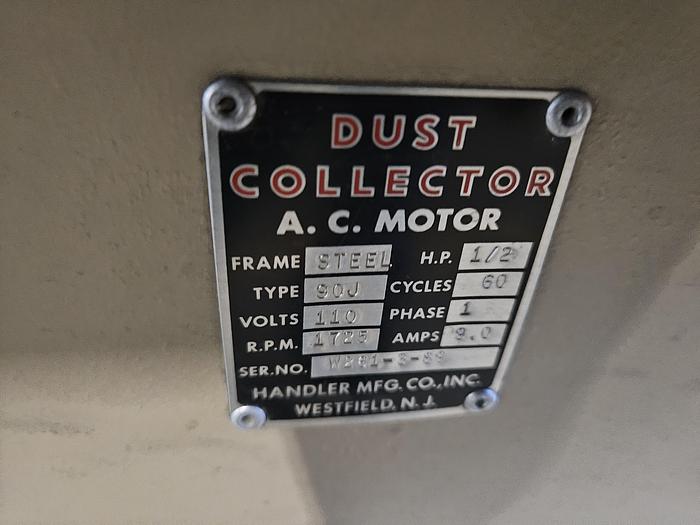 DUST
COLLECTOR
A. C. MOTOR
FRAME STEEL H.P. 1/2
TYPE 90J CYCLES 60
VOLTS 110 PHASE 1
R.P.M. 1725 AMPS 9.0
SER.NO.
HANDLER MFG. CO., INC.
WESTFIELD, N. J.